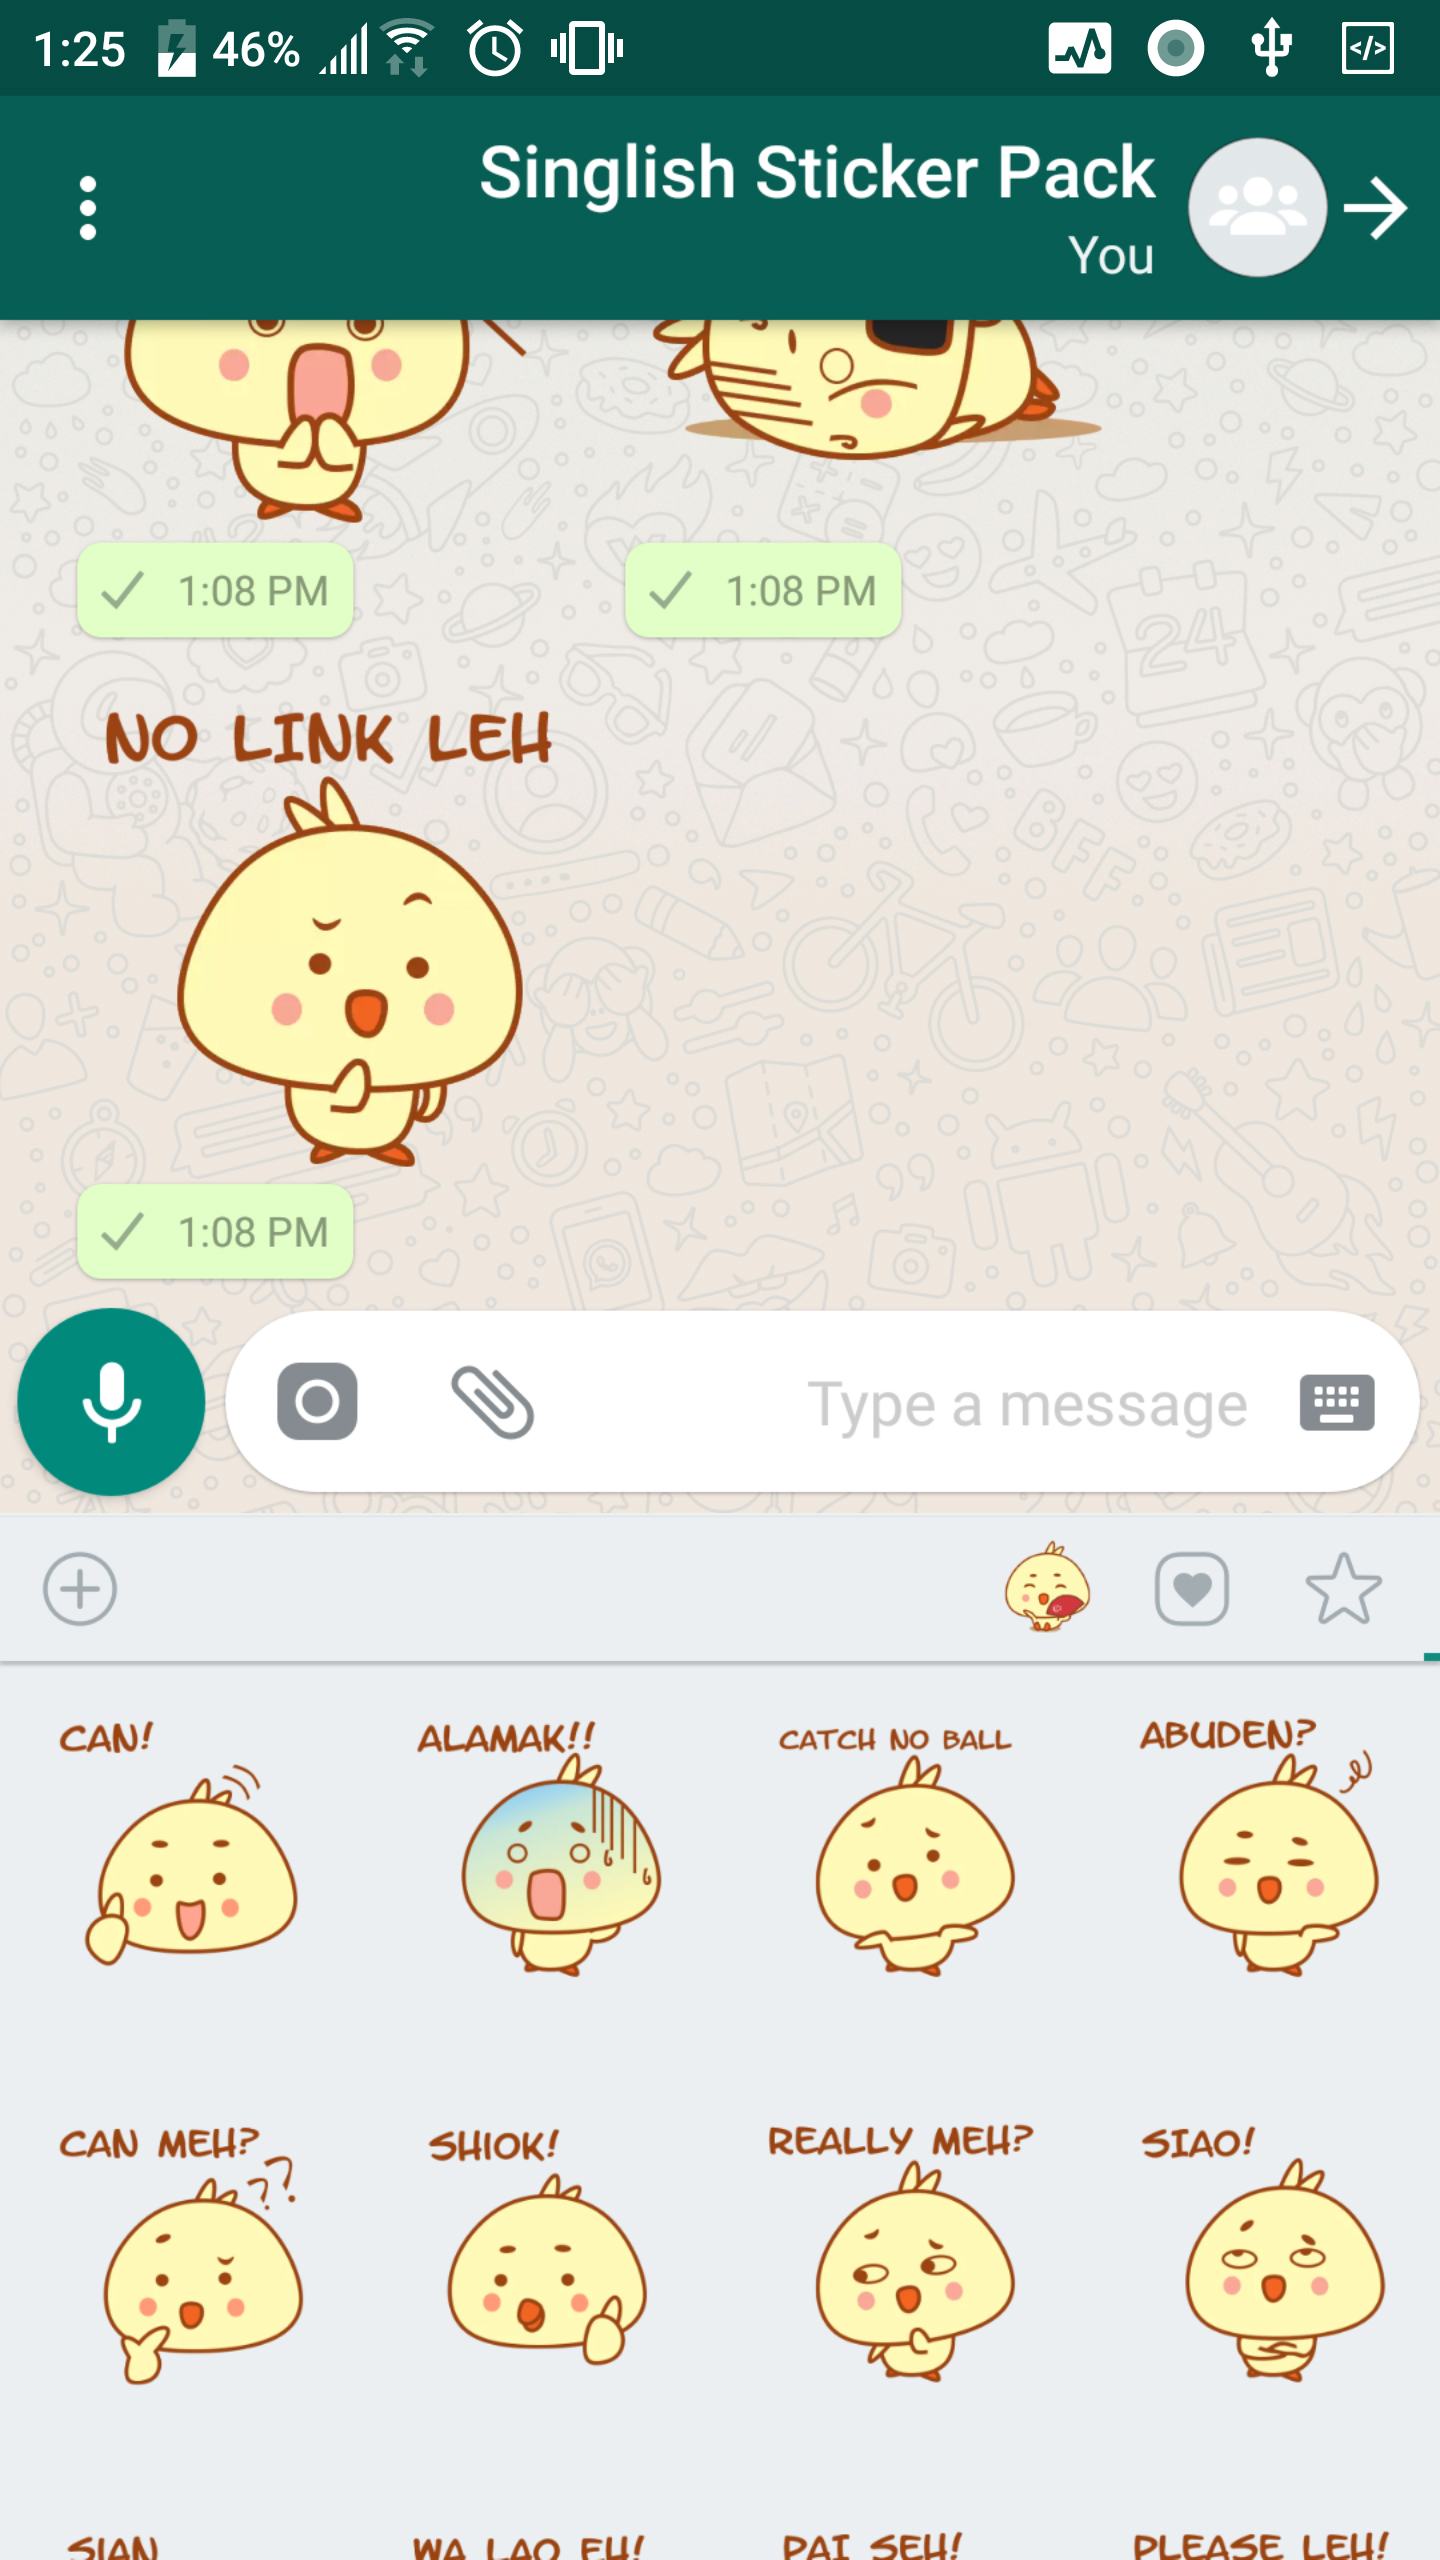 1:25 46%
Singlish Sticker Pack
You
1:08 PM 1:08 PM
NO LINK LEH
1:08 PM
Type a message
CAN! ALAMAK!! CATCH NO BALL ABUDEN?
CAN MEH? SHIOK! REALLY MEH? SIAO!
SIAN WA LAO EH! PAI SEH! PLEASE LEH!